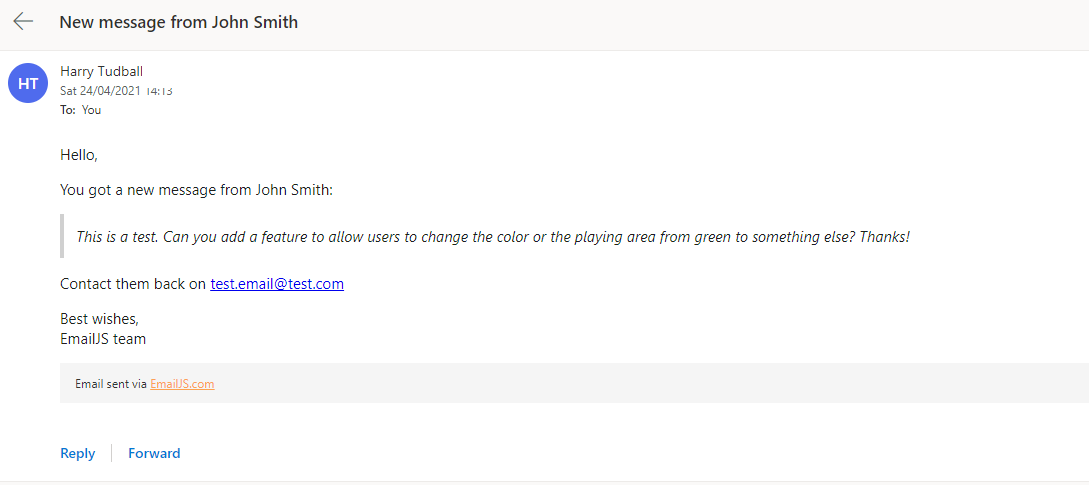 New message from John Smith
HT
Harry Tudball
Sat 24/04/2021 14:13
To: You
Hello,
You got a new message from John Smith:
This is a test. Can you add a feature to allow users to change the color or the playing area from green to something else? Thanks!
Contact them back on test.email@test.com
Best wishes,
EmailJS team
Email sent via EmailJS.com
Reply
Forward